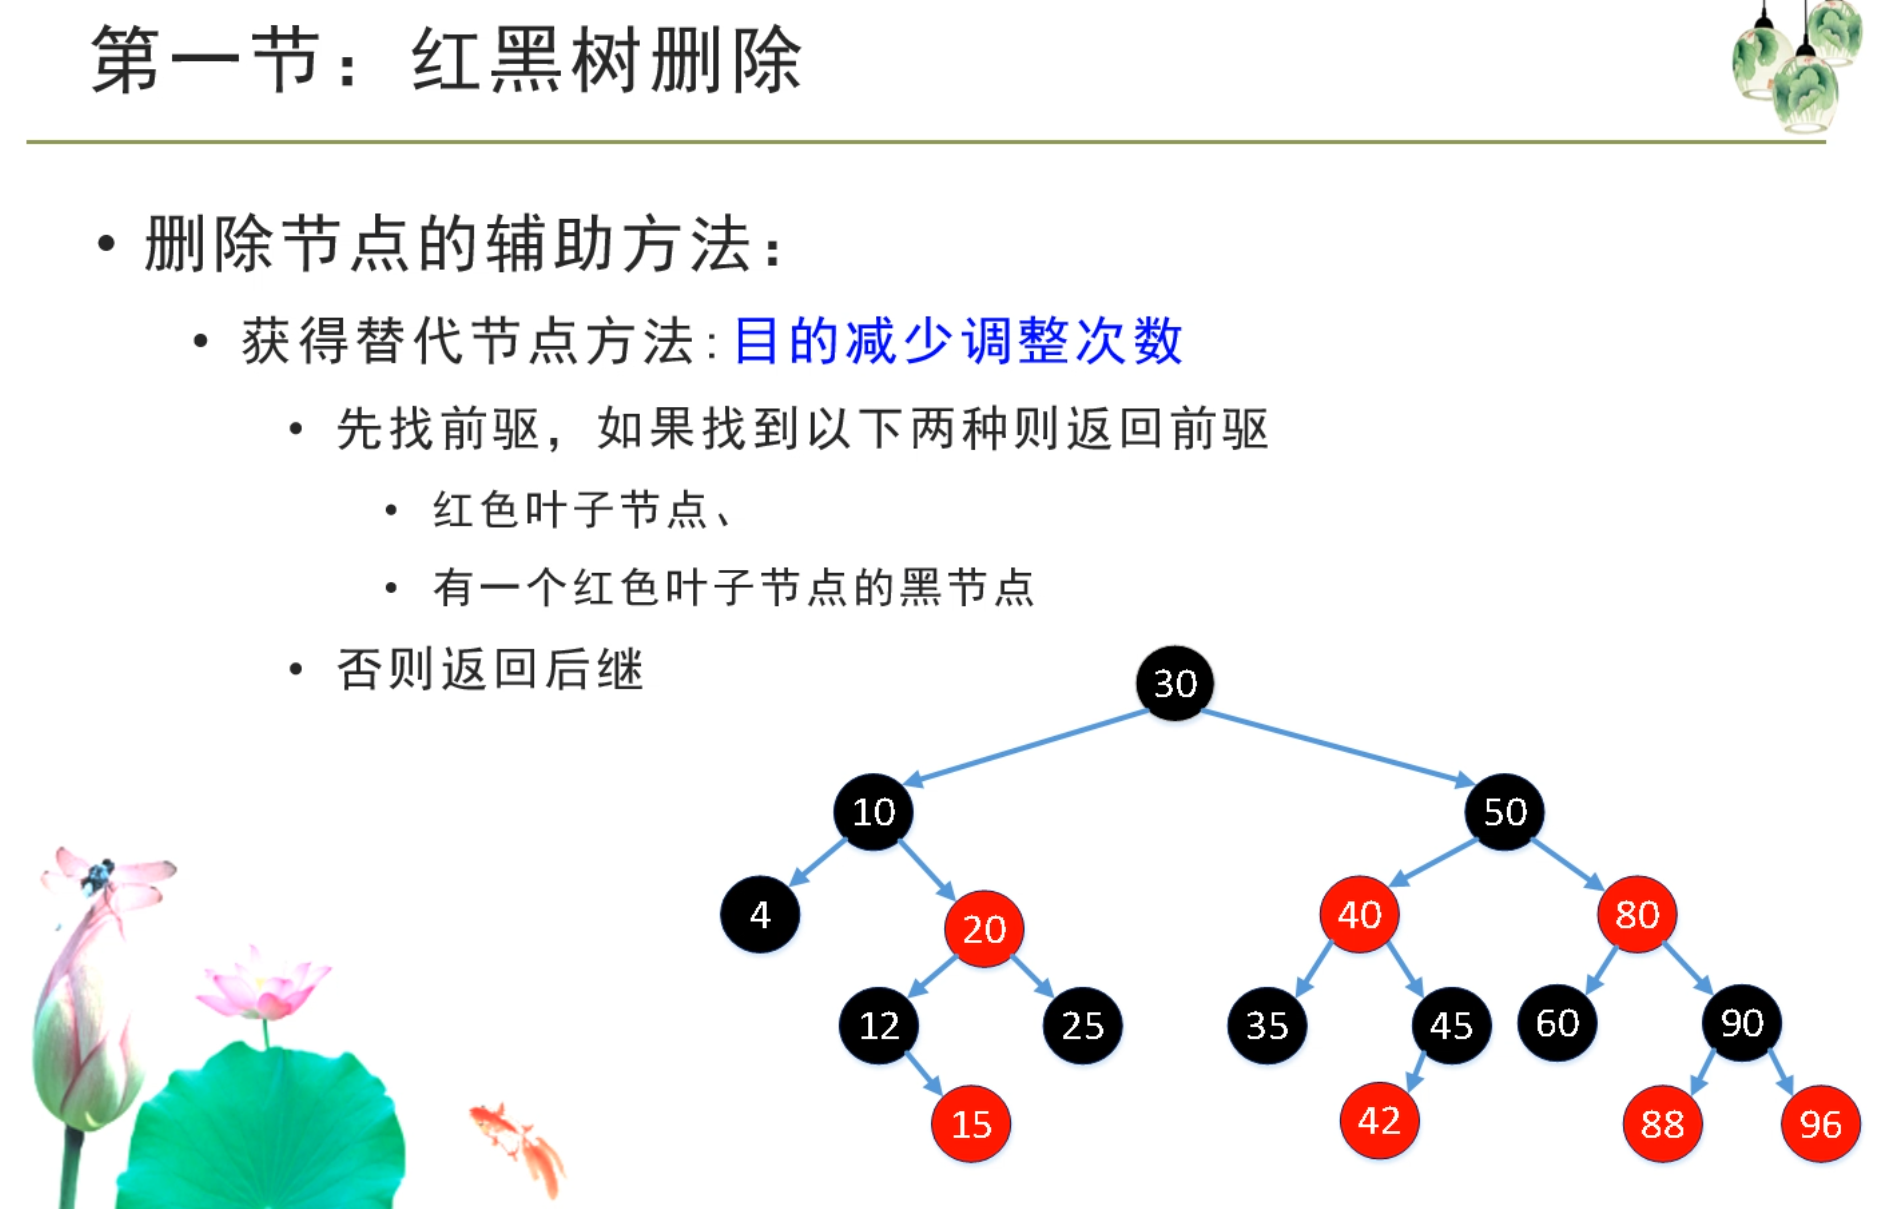 第一节：红黑树删除
• 删除节点的辅助方法：
• 获得替代节点方法:目的减少调整次数
• 先找前驱，如果找到以下两种则返回前驱
• 红色叶子节点、
• 有一个红色叶子节点的黑节点
• 否则返回后继
30
10 50
4 20 40 80
12 25 35 45 60 90
15 42 88 96